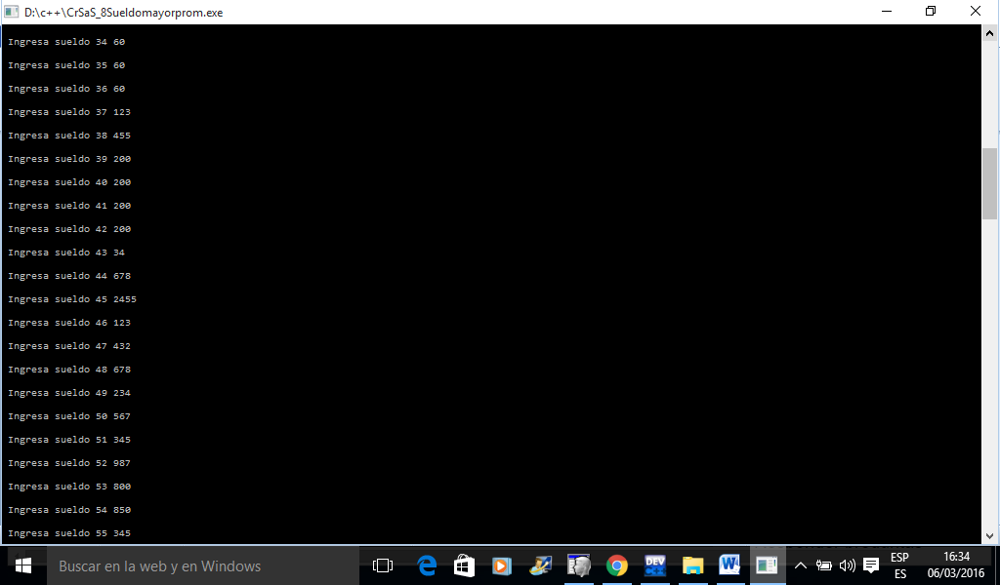 D:\c++\CrSaS_8Sueldomayorprom.exe
Ingresa sueldo 34 60
Ingresa sueldo 35 60
Ingresa sueldo 36 60
Ingresa sueldo 37 123
Ingresa sueldo 38 455
Ingresa sueldo 39 200
Ingresa sueldo 40 200
Ingresa sueldo 41 200
Ingresa sueldo 42 200
Ingresa sueldo 43 34
Ingresa sueldo 44 678
Ingresa sueldo 45 2455
Ingresa sueldo 46 123
Ingresa sueldo 47 432
Ingresa sueldo 48 678
Ingresa sueldo 49 234
Ingresa sueldo 50 567
Ingresa sueldo 51 345
Ingresa sueldo 52 987
Ingresa sueldo 53 800
Ingresa sueldo 54 850
Ingresa sueldo 55 345
Buscar en la web y en Windows
DEV
ESP
ES
16:34
06/03/2016